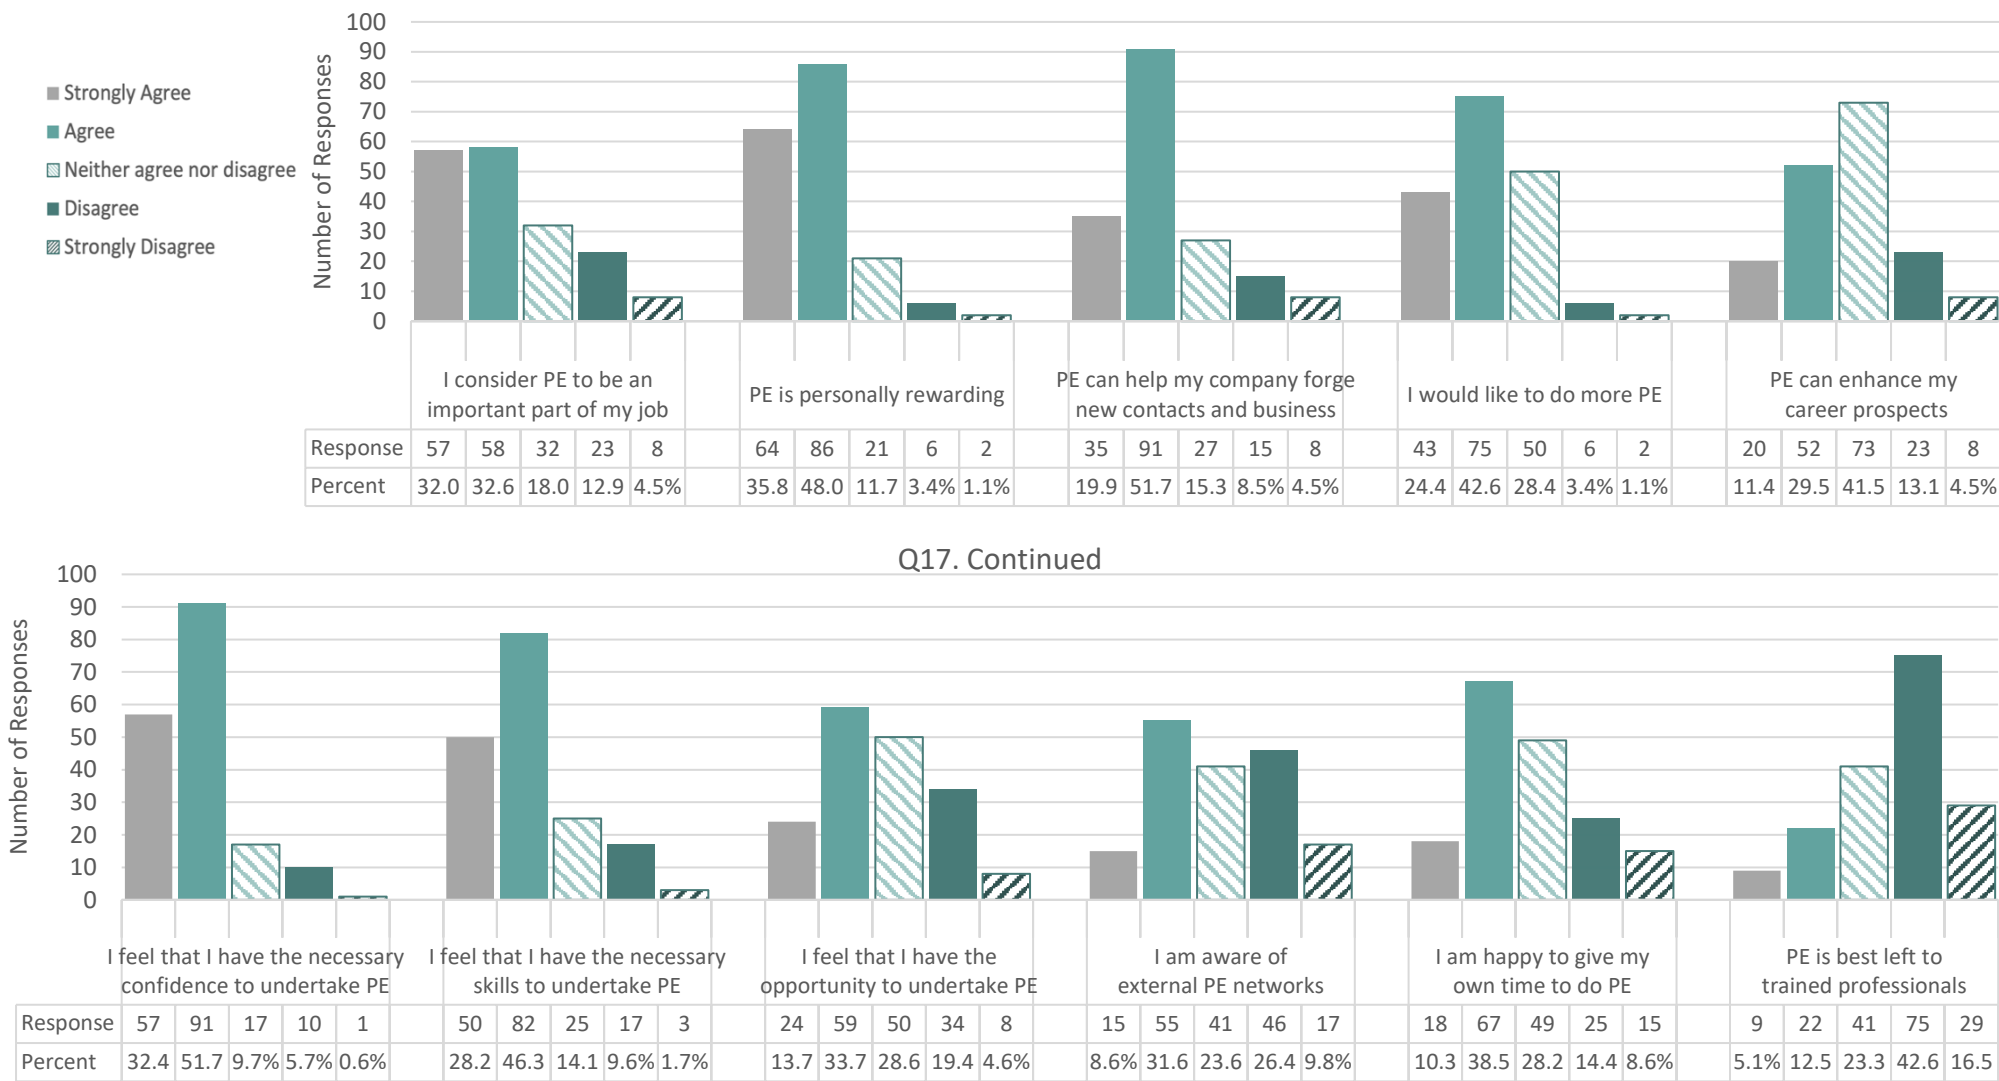 100
90
80
70
60
50
40
30
20
10
0
Number of Responses
Strongly Agree
Agree
Neither agree nor disagree
Disagree
Strongly Disagree
I consider PE to be an
important part of my job
PE is personally rewarding
PE can help my company forge
new contacts and business
I would like to do more PE
PE can enhance my
career prospects
Response 57 58 32 23 8 64 86 21 6 2 35 91 27 15 8 43 75 50 6 2 20 52 73 23 8
Percent 32.0 32.6 18.0 12.9 4.5% 35.8 48.0 11.7 3.4% 1.1% 19.9 51.7 15.3 8.5% 4.5% 24.4 42.6 28.4 3.4% 1.1% 11.4 29.5 41.5 13.1 4.5%
Q17. Continued
100
90
80
70
60
50
40
30
20
10
0
Number of Responses
I feel that I have the necessary
confidence to undertake PE
I feel that I have the necessary
skills to undertake PE
I feel that I have the
opportunity to undertake PE
I am aware of
external PE networks
I am happy to give my
own time to do PE
PE is best left to
trained professionals
Response 57 91 17 10 1 50 82 25 17 3 24 59 50 34 8 15 55 41 46 17 18 67 49 25 15 9 22 41 75 29
Percent 32.4 51.7 9.7% 5.7% 0.6% 28.2 46.3 14.1 9.6% 1.7% 13.7 33.7 28.6 19.4 4.6% 8.6% 31.6 23.6 26.4 9.8% 10.3 38.5 28.2 14.4 8.6% 5.1% 12.5 23.3 42.6 16.5